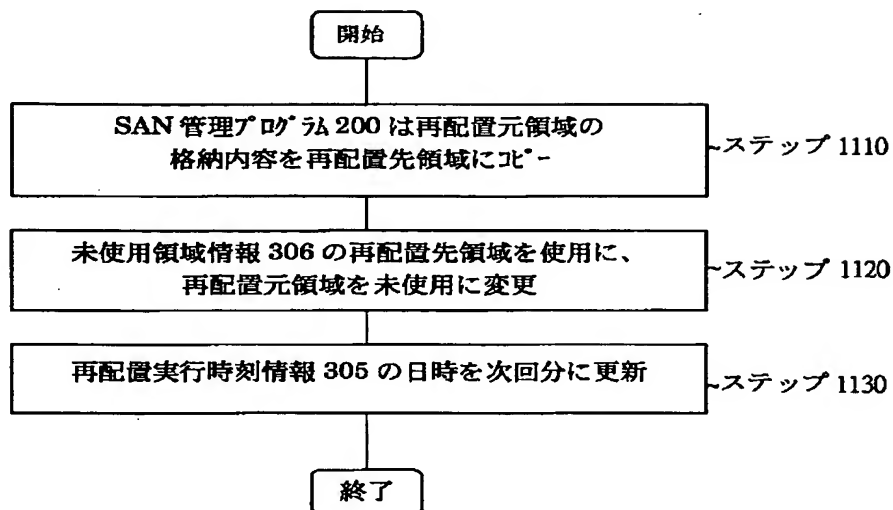 開始
SAN 管理ﾌﾟﾛｸﾞﾗﾑ 200 は再配置元領域の
格納内容を再配置先領域にｺﾋﾟｰ
~ステップ 1110
未使用領域情報 306 の再配置先領域を使用に、
再配置元領域を未使用に変更
~ステップ 1120
再配置実行時刻情報 305 の日時を次回分に更新
~ステップ 1130
終了